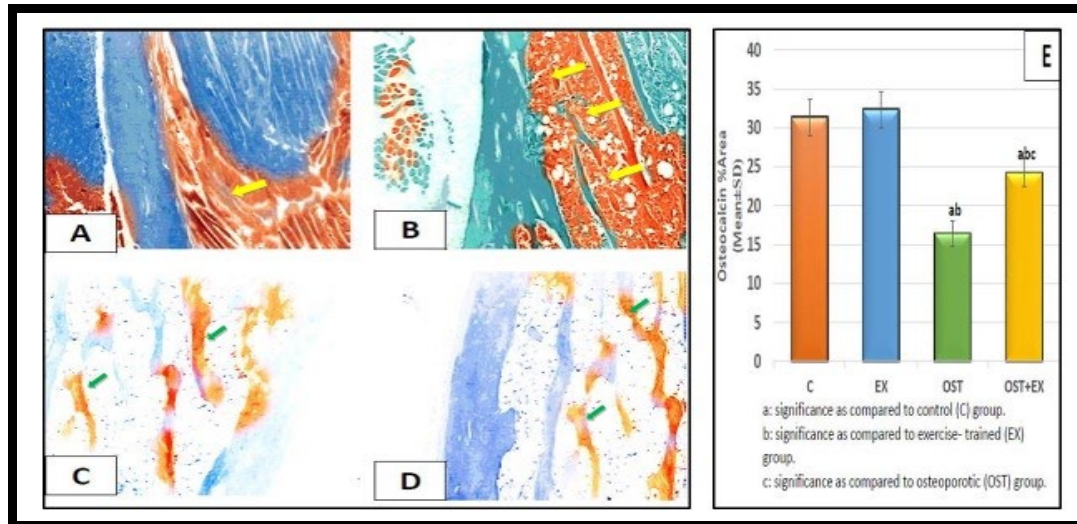 A
B
C
D
E
Osteocalcin %Area
(Mean±SD)
40
35
30
25
20
15
10
5
0
ab
abc
C EX OST OST+EX
a: significance as compared to control (C) group.
b: significance as compared to exercise- trained (EX)
group.
c: significance as compared to osteoporotic (OST) group.